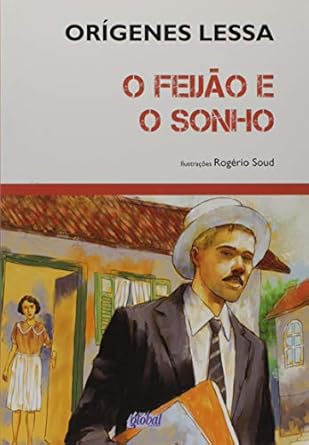 ORÍGENES LESSA
O FEIJÃO E
O SONHO
Ilustrações Rogério Soud
global